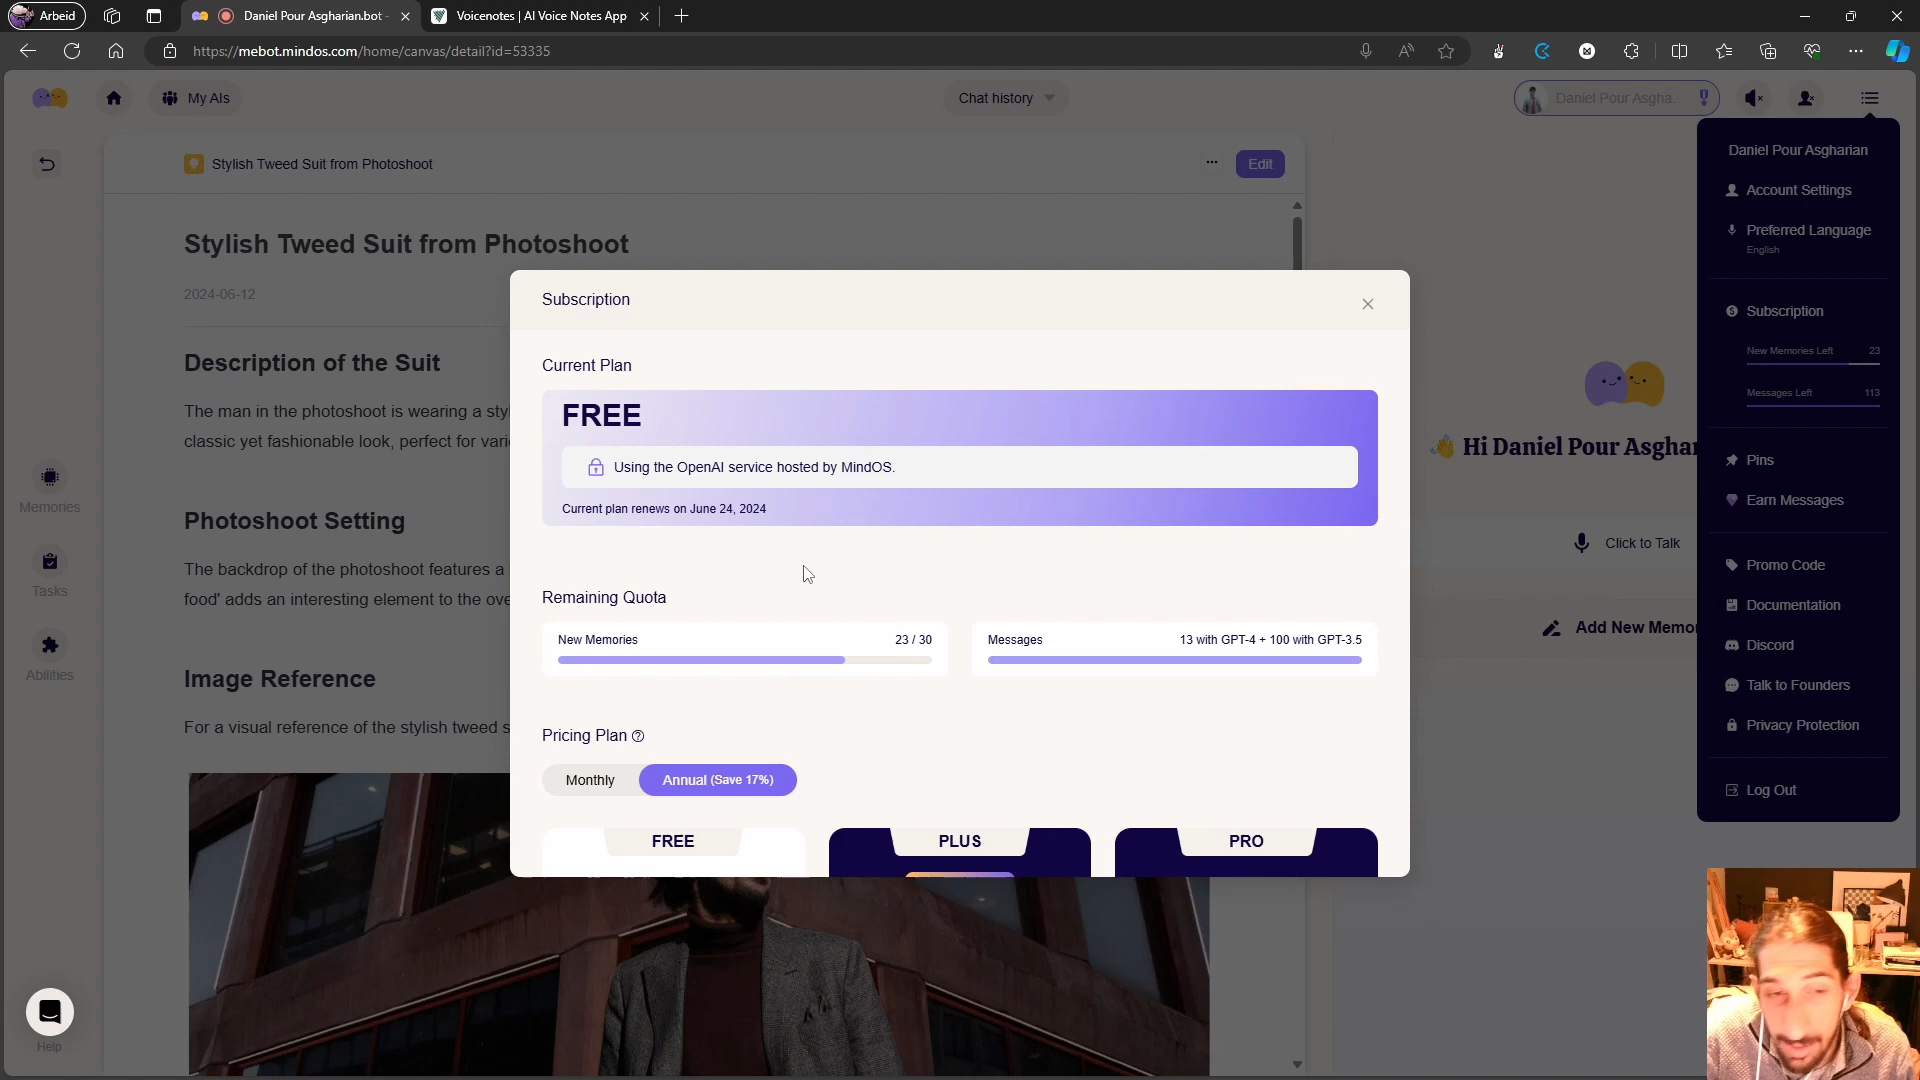 Arbeid
Daniel Pour Asgharian.bot -
Voicenotes | AI Voice Notes App
https://mebot.mindos.com/home/canvas/detail?id=53335
My AIs
Chat history
Daniel Pour Asgha...
Stylish Tweed Suit from Photoshoot
Edit
Stylish Tweed Suit from Photoshoot
2024-06-12
Description of the Suit
The man in the photoshoot is wearing a styl
classic yet fashionable look, perfect for vari
Photoshoot Setting
The backdrop of the photoshoot features a
food' adds an interesting element to the ove
Image Reference
For a visual reference of the stylish tweed s
Memories
Tasks
Abilities
Help
Subscription
Current Plan
FREE
Using the OpenAI service hosted by MindOS.
Current plan renews on June 24, 2024
Remaining Quota
New Memories 23 / 30
Messages 13 with GPT-4 + 100 with GPT-3.5
Pricing Plan
Monthly
Annual (Save 17%)
FREE
PLUS
PRO
Hi Daniel Pour Asghar
Click to Talk
Add New Memor
Daniel Pour Asgharian
Account Settings
Preferred Language
English
Subscription
New Memories Left 23
Messages Left 113
Pins
Earn Messages
Promo Code
Documentation
Discord
Talk to Founders
Privacy Protection
Log Out